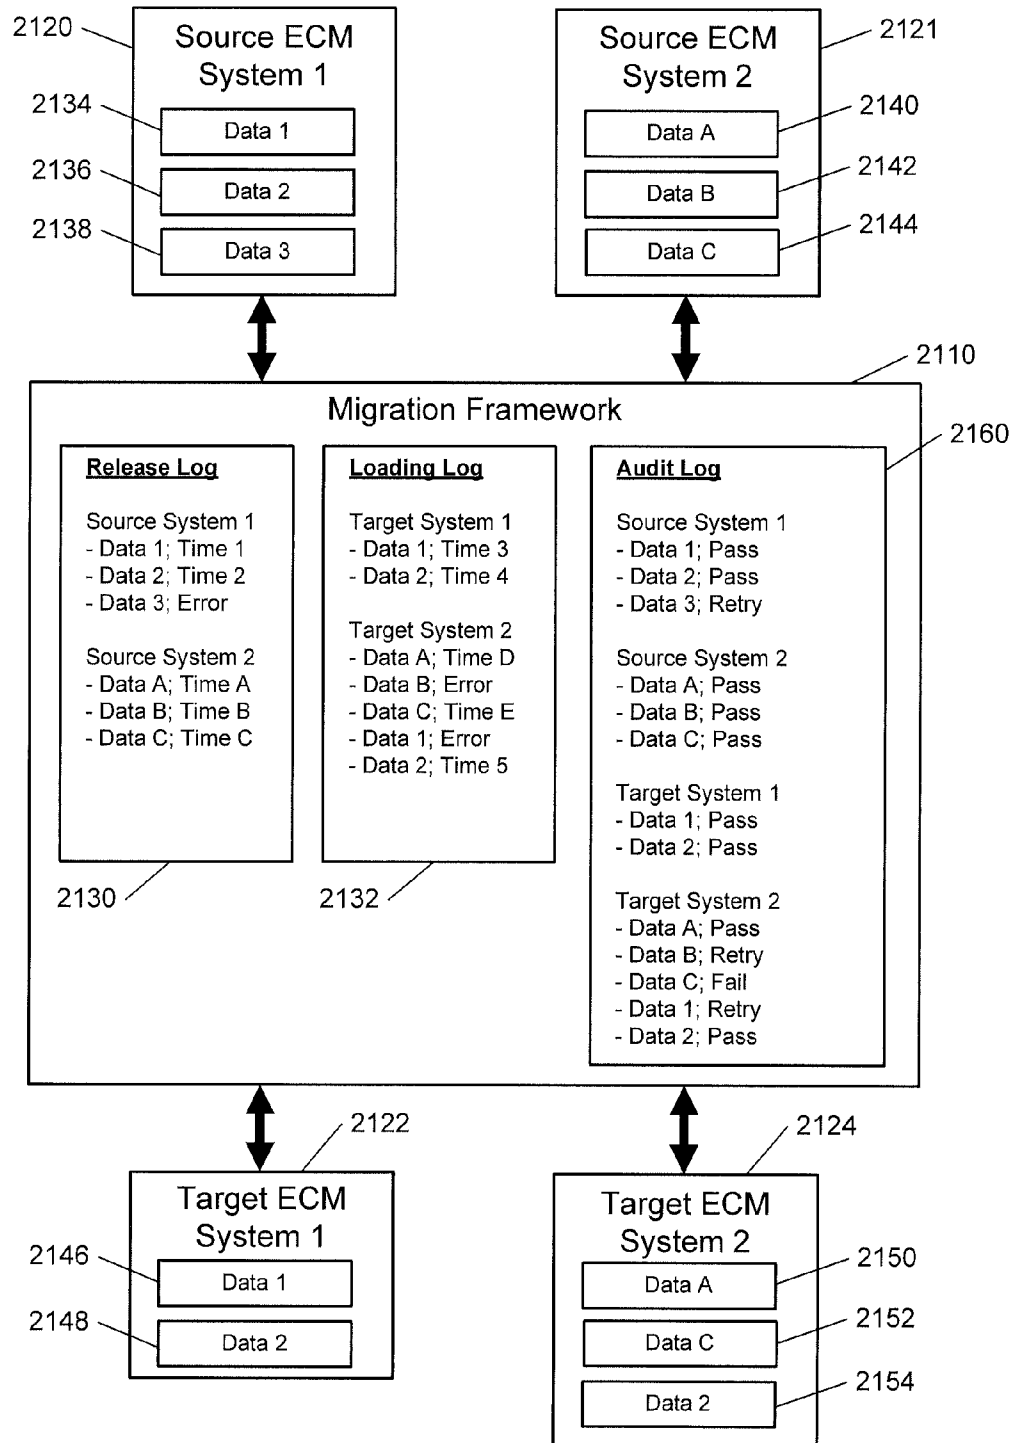 2120
Source ECM
System 1
2134
Data 1
2136
Data 2
2138
Data 3
Source ECM
System 2
2121
Data A
2140
Data B
2142
Data C
2144
2110
Migration Framework
2160
Release Log
Source System 1
- Data 1; Time 1
- Data 2; Time 2
- Data 3; Error
Source System 2
- Data A; Time A
- Data B; Time B
- Data C; Time C
2130
Loading Log
Target System 1
- Data 1; Time 3
- Data 2; Time 4
Target System 2
- Data A; Time D
- Data B; Error
- Data C; Time E
- Data 1; Error
- Data 2; Time 5
2132
Audit Log
Source System 1
- Data 1; Pass
- Data 2; Pass
- Data 3; Retry
Source System 2
- Data A; Pass
- Data B; Pass
- Data C; Pass
Target System 1
- Data 1; Pass
- Data 2; Pass
Target System 2
- Data A; Pass
- Data B; Retry
- Data C; Fail
- Data 1; Retry
- Data 2; Pass
2122
Target ECM
System 1
2146
Data 1
2148
Data 2
2124
Target ECM
System 2
Data A
2150
Data C
2152
Data 2
2154